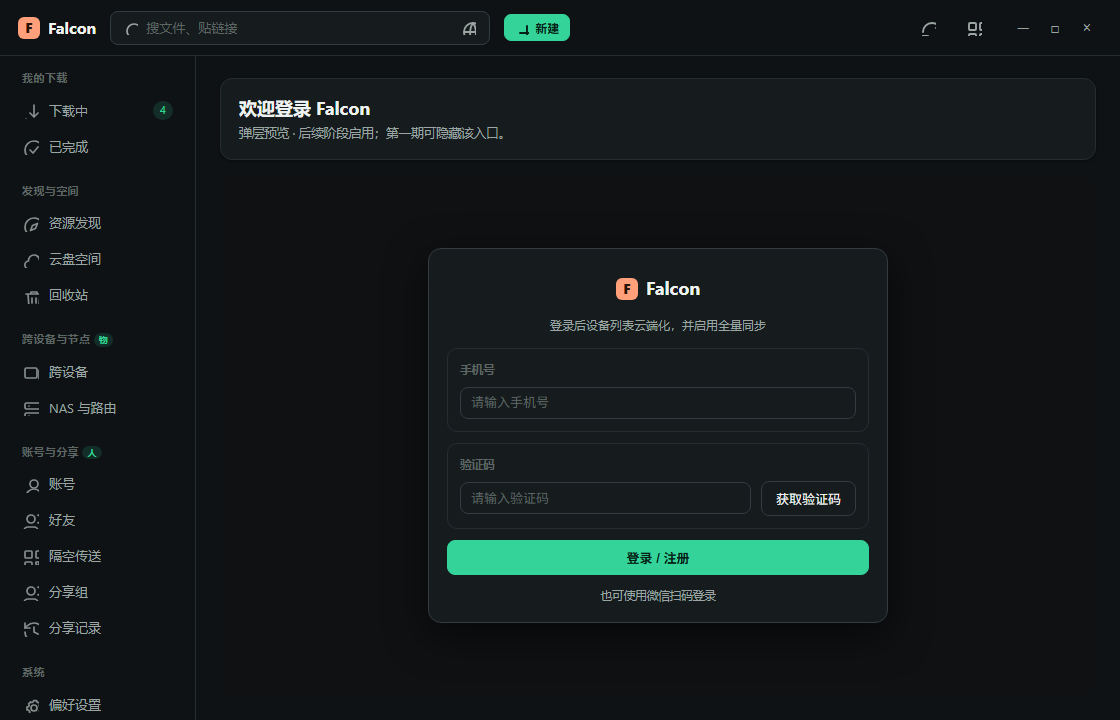 F Falcon
搜文件、贴链接
新建
我的下载
下载中 4
已完成
发现与空间
资源发现
云盘空间
回收站
跨设备与节点 物
跨设备
NAS 与路由
账号与分享 人
账号
好友
隔空传送
分享组
分享记录
系统
偏好设置
欢迎登录 Falcon
弹层预览 · 后续阶段启用；第一期可隐藏该入口。
F Falcon
登录后设备列表云端化，并启用全量同步
手机号
请输入手机号
验证码
请输入验证码
获取验证码
登录 / 注册
也可使用微信扫码登录